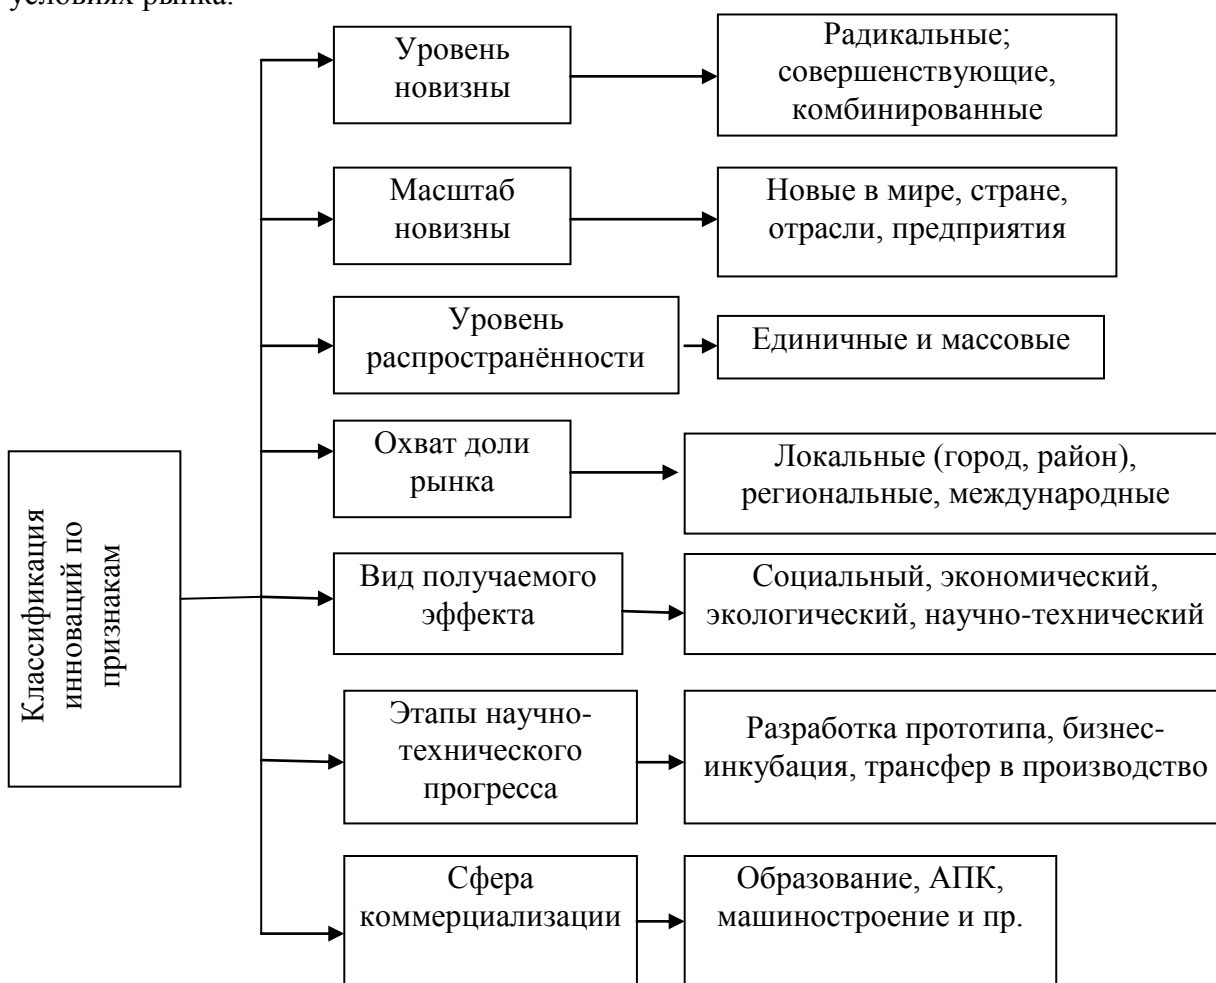 условиях рынка.
Уровень
новизны
Радикальные;
совершенствующие,
комбинированные
Масштаб
новизны
Новые в мире, стране,
отрасли, предприятия
Уровень
распространённости
Единичные и массовые
Охват доли
рынка
Локальные (город, район),
региональные, международные
Классификация
инноваций по
признакам
Вид получаемого
эффекта
Социальный, экономический,
экологический, научно-технический
Этапы научно-
технического
прогресса
Разработка прототипа, бизнес-
инкубация, трансфер в производство
Сфера
коммерциализации
Образование, АПК,
машиностроение и пр.